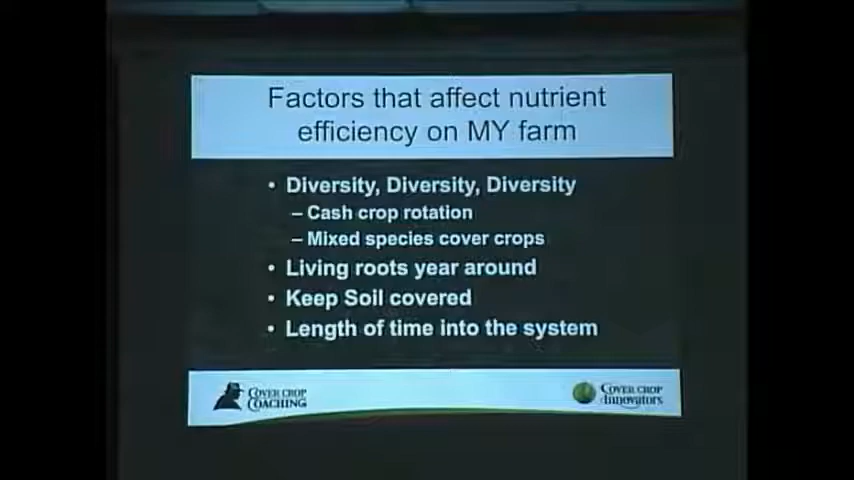 Factors that affect nutrient
efficiency on MY farm
• Diversity, Diversity, Diversity
– Cash crop rotation
– Mixed species cover crops
• Living roots year around
• Keep Soil covered
• Length of time into the system
COVER CROP
COACHING
COVER CROP
Innovators